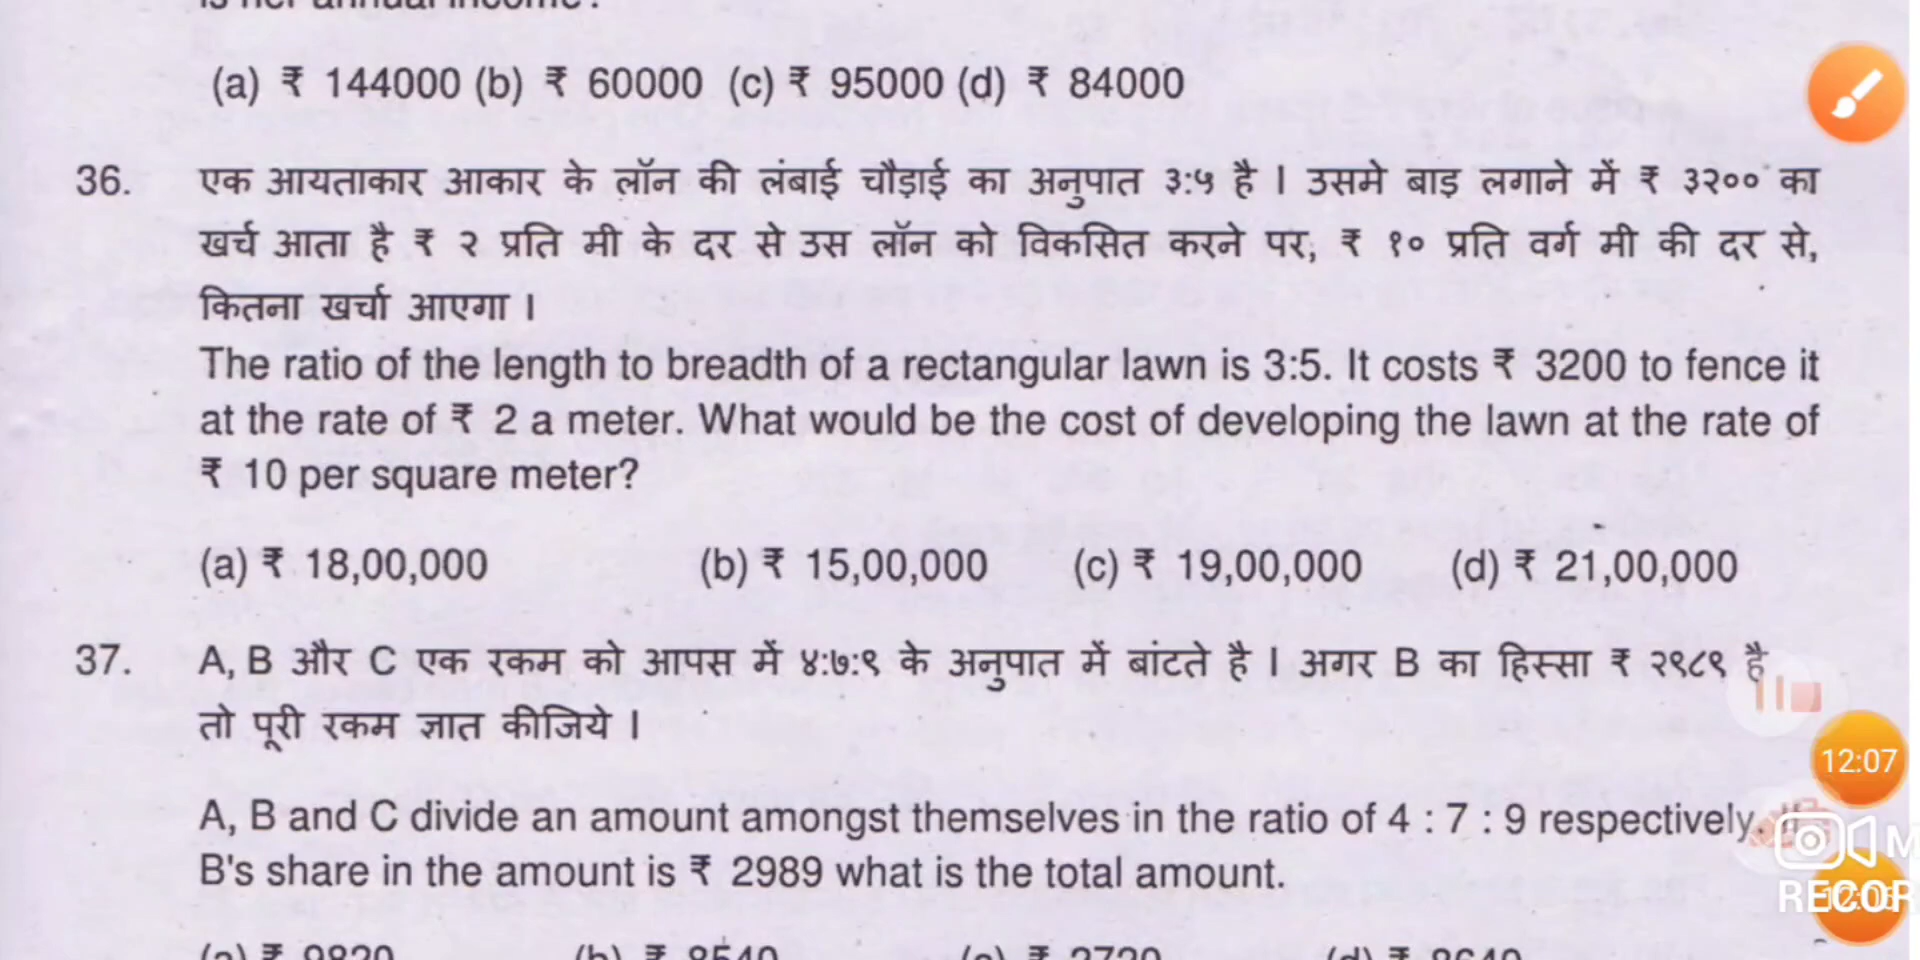 (a) ₹ 144000 (b) ₹ 60000 (c) ₹ 95000 (d) ₹ 84000
36. एक आयताकार आकार के लॉन की लंबाई चौड़ाई का अनुपात ३:५ है । उसमे बाड़ लगाने में ₹ ३२०० का
खर्च आता है ₹ २ प्रति मी के दर से उस लॉन को विकसित करने पर, ₹ १० प्रति वर्ग मी की दर से,
कितना खर्चा आएगा ।
The ratio of the length to breadth of a rectangular lawn is 3:5. It costs ₹ 3200 to fence it
at the rate of ₹ 2 a meter. What would be the cost of developing the lawn at the rate of
₹ 10 per square meter?
(a) ₹ 18,00,000 (b) ₹ 15,00,000 (c) ₹ 19,00,000 (d) ₹ 21,00,000
37. A, B और C एक रकम को आपस में ४:७:९ के अनुपात में बांटते है । अगर B का हिस्सा ₹ २९८९ है
तो पूरी रकम ज्ञात कीजिये ।
12:07
A, B and C divide an amount amongst themselves in the ratio of 4 : 7 : 9 respectively.
B's share in the amount is ₹ 2989 what is the total amount.
RECOR